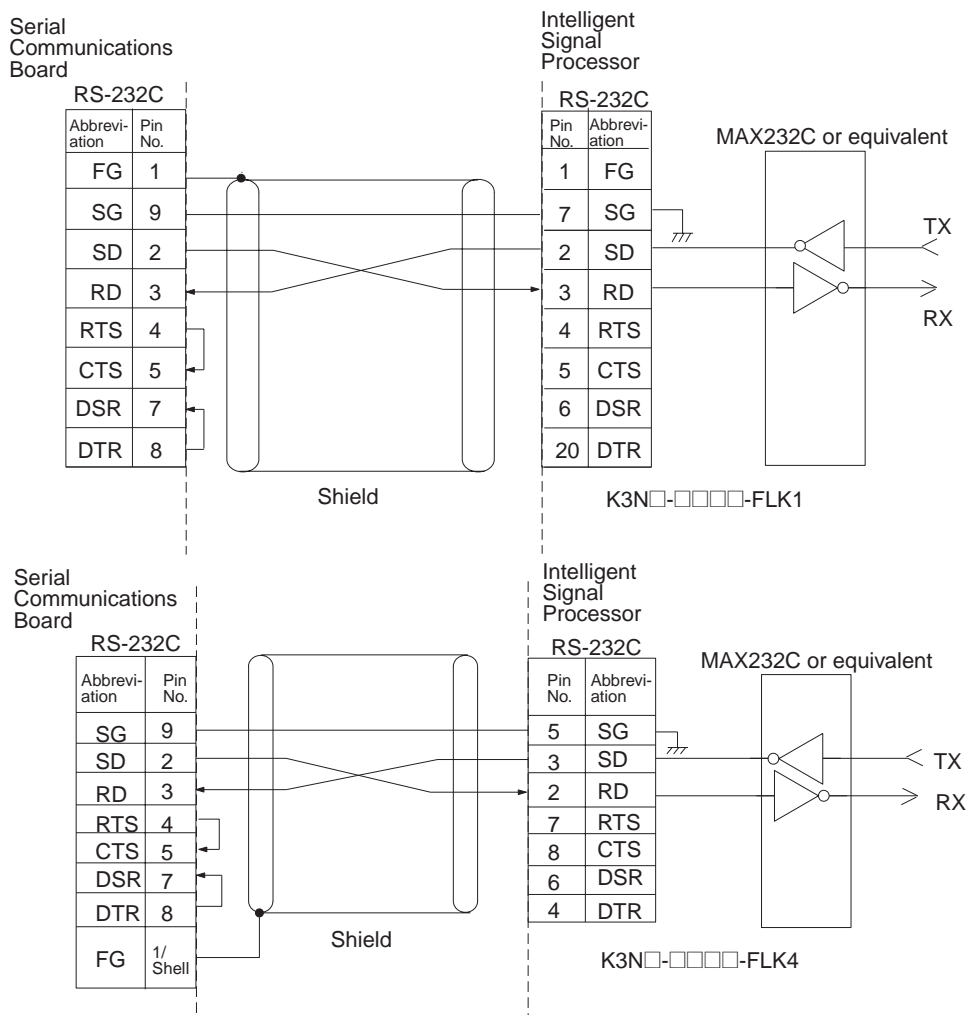 Serial
Communications
Board
Intelligent
Signal
Processor
RS-232C
RS-232C
Abbrevi-
ation
Pin
No.
Pin
No.
Abbrevi-
ation
MAX232C or equivalent
FG 1
1 FG
SG 9
7 SG
TX
SD 2
2 SD
RD 3
3 RD
RX
RTS 4
4 RTS
CTS 5
5 CTS
DSR 7
6 DSR
DTR 8
20 DTR
Shield
K3N□-□□□□-FLK1
Serial
Communications
Board
Intelligent
Signal
Processor
RS-232C
RS-232C
Abbrevi-
ation
Pin
No.
Pin
No.
Abbrevi-
ation
MAX232C or equivalent
SG 9
5 SG
SD 2
3 SD
TX
RD 3
2 RD
RX
RTS 4
7 RTS
CTS 5
8 CTS
DSR 7
6 DSR
DTR 8
4 DTR
FG 1/
Shell
Shield
K3N□-□□□□-FLK4